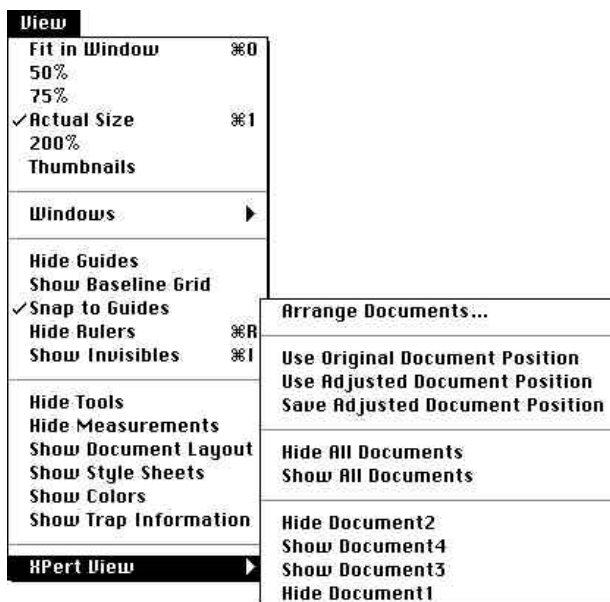 View
Fit in Window ⌘0
50%
75%
✓Actual Size ⌘1
200%
Thumbnails
Windows ▶
Hide Guides
Show Baseline Grid
✓Snap to Guides
Hide Rulers ⌘R
Show Invisibles ⌘I
Hide Tools
Hide Measurements
Show Document Layout
Show Style Sheets
Show Colors
Show Trap Information
XPert View ▶
Arrange Documents...
Use Original Document Position
Use Adjusted Document Position
Save Adjusted Document Position
Hide All Documents
Show All Documents
Hide Document2
Show Document4
Show Document3
Hide Document1